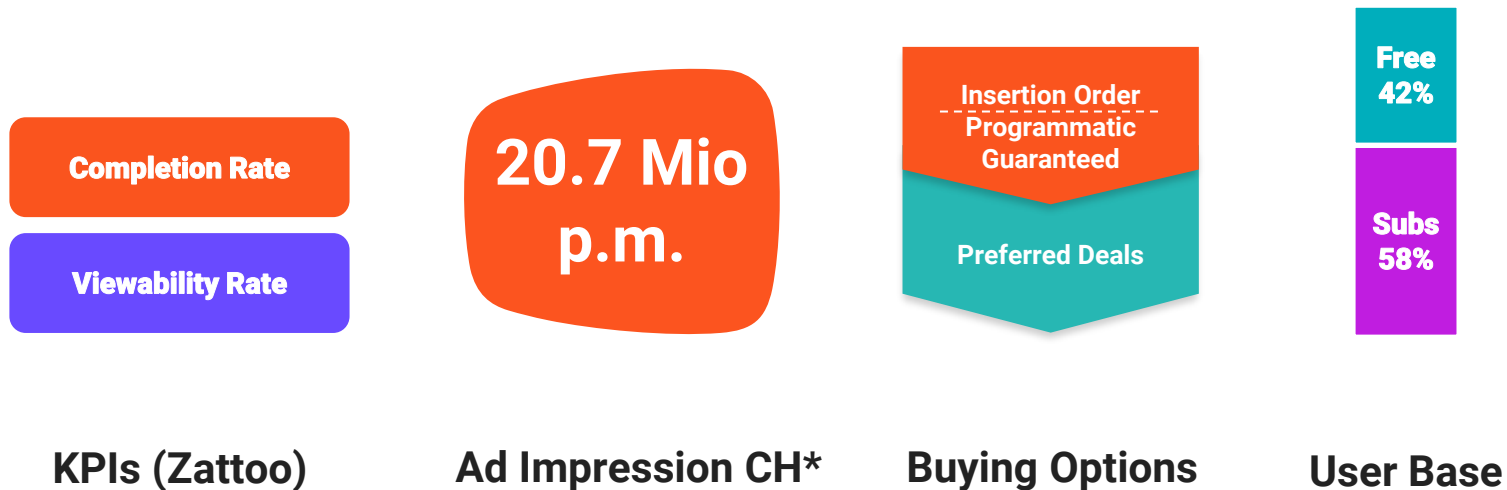 Completion Rate
Viewability Rate
KPIs (Zattoo)
20.7 Mio
p.m.
Ad Impression CH*
Insertion Order
Programmatic
Guaranteed
Preferred Deals
Buying Options
Free
42%
Subs
58%
User Base